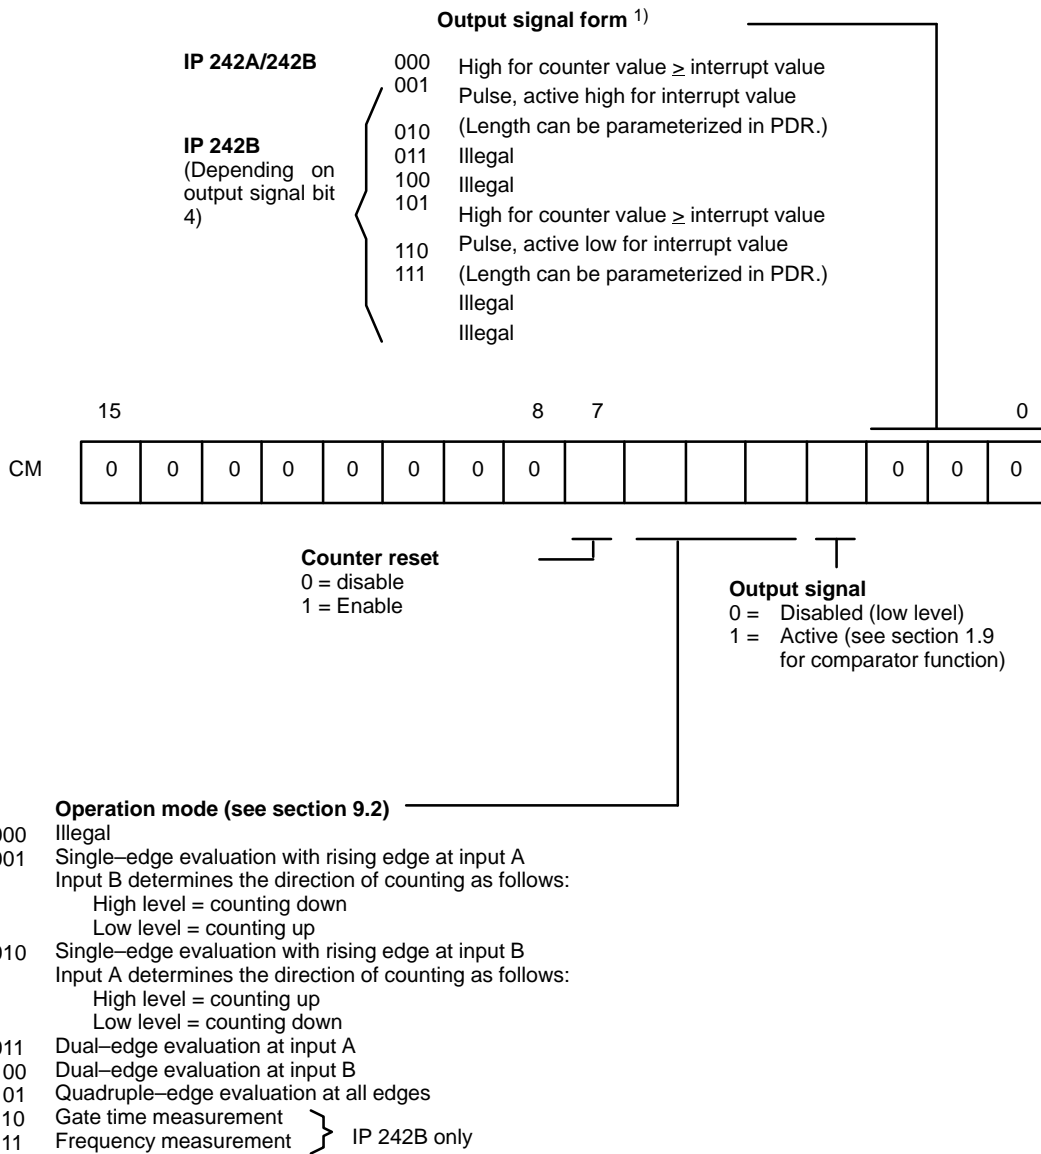 Output signal form 1)
IP 242A/242B
000 High for counter value ≥ interrupt value
001 Pulse, active high for interrupt value
010 (Length can be parameterized in PDR.)
IP 242B
(Depending on
output signal bit
4)
011 Illegal
100 Illegal
101 High for counter value ≥ interrupt value
110 Pulse, active low for interrupt value
111 (Length can be parameterized in PDR.)
Illegal
Illegal
15 8 7 0
CM 0 0 0 0 0 0 0 0 0 0 0
Counter reset
0 = disable
1 = Enable
Output signal
0 = Disabled (low level)
1 = Active (see section 1.9
for comparator function)
Operation mode (see section 9.2)
000 Illegal
001 Single–edge evaluation with rising edge at input A
Input B determines the direction of counting as follows:
High level = counting down
Low level = counting up
010 Single–edge evaluation with rising edge at input B
Input A determines the direction of counting as follows:
High level = counting up
Low level = counting down
011 Dual–edge evaluation at input A
00 Dual–edge evaluation at input B
01 Quadruple–edge evaluation at all edges
10 Gate time measurement
11 Frequency measurement
IP 242B only